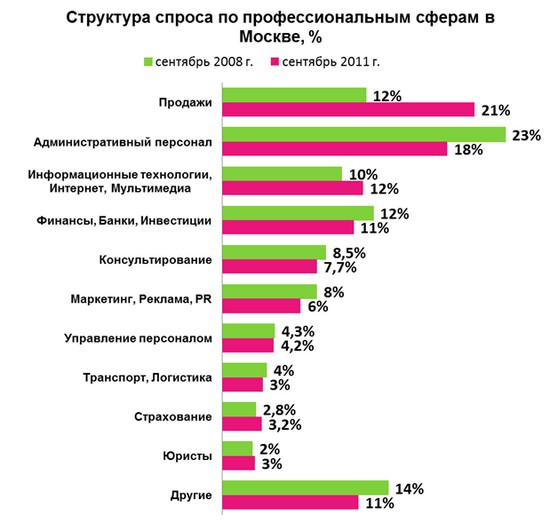 Структура спроса по профессиональным сферам в
Москве, %
сентябрь 2008 г. сентябрь 2011 г.
Продажи
12%
21%
Административный персонал
23%
18%
Информационные технологии,
Интернет, Мультимедиа
10%
12%
Финансы, Банки, Инвестиции
12%
11%
Консультирование
8,5%
7,7%
Маркетинг, Реклама, PR
8%
6%
Управление персоналом
4,3%
4,2%
Транспорт, Логистика
4%
3%
Страхование
2,8%
3,2%
Юристы
2%
3%
Другие
14%
11%